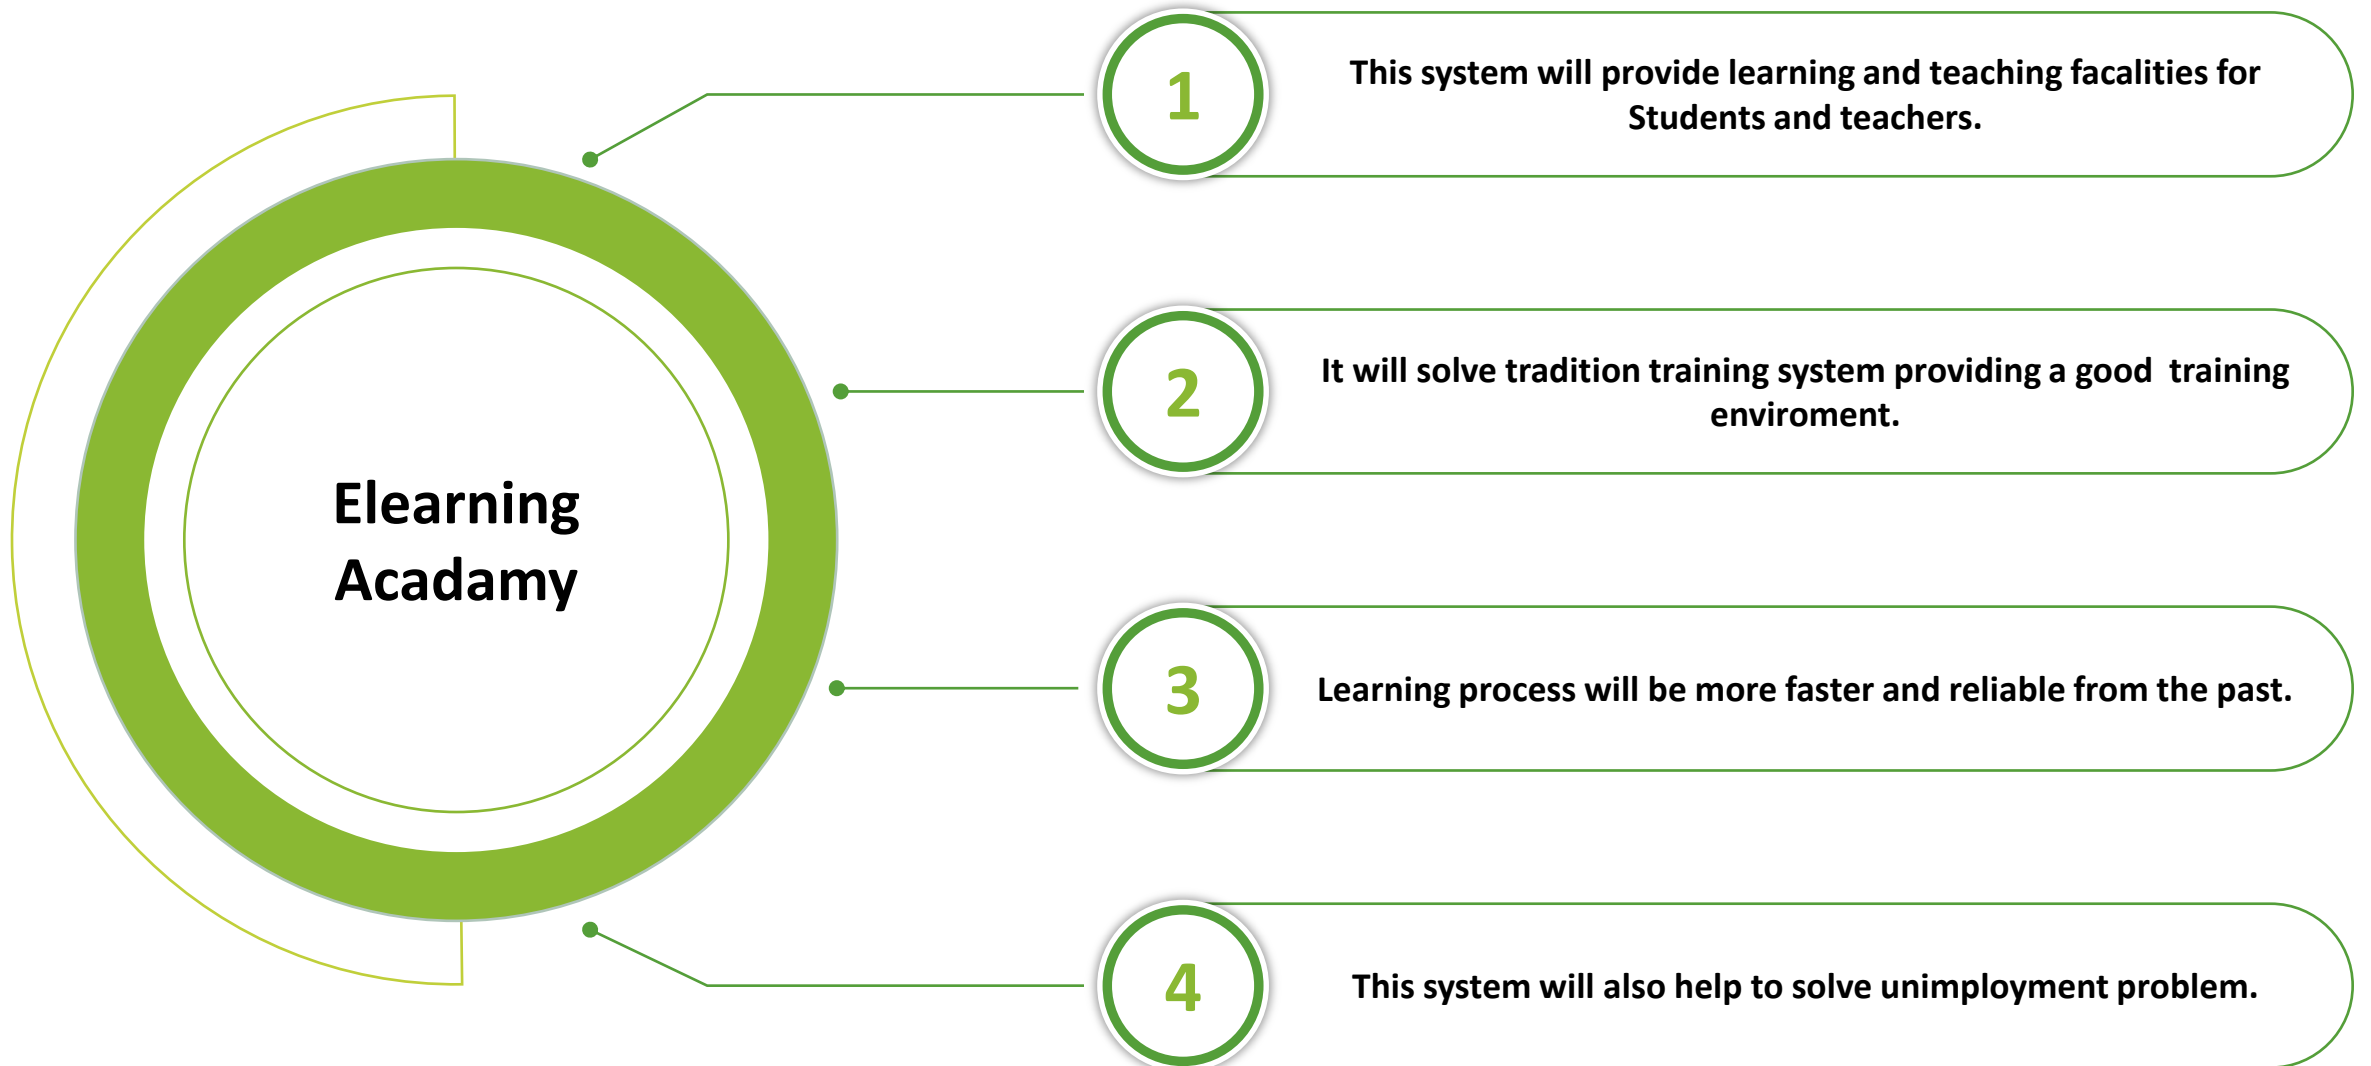 Elearning
Acadamy
1
This system will provide learning and teaching facalities for
Students and teachers.
2
It will solve tradition training system providing a good  training
enviroment.
3
Learning process will be more faster and reliable from the past.
4
This system will also help to solve unimployment problem.